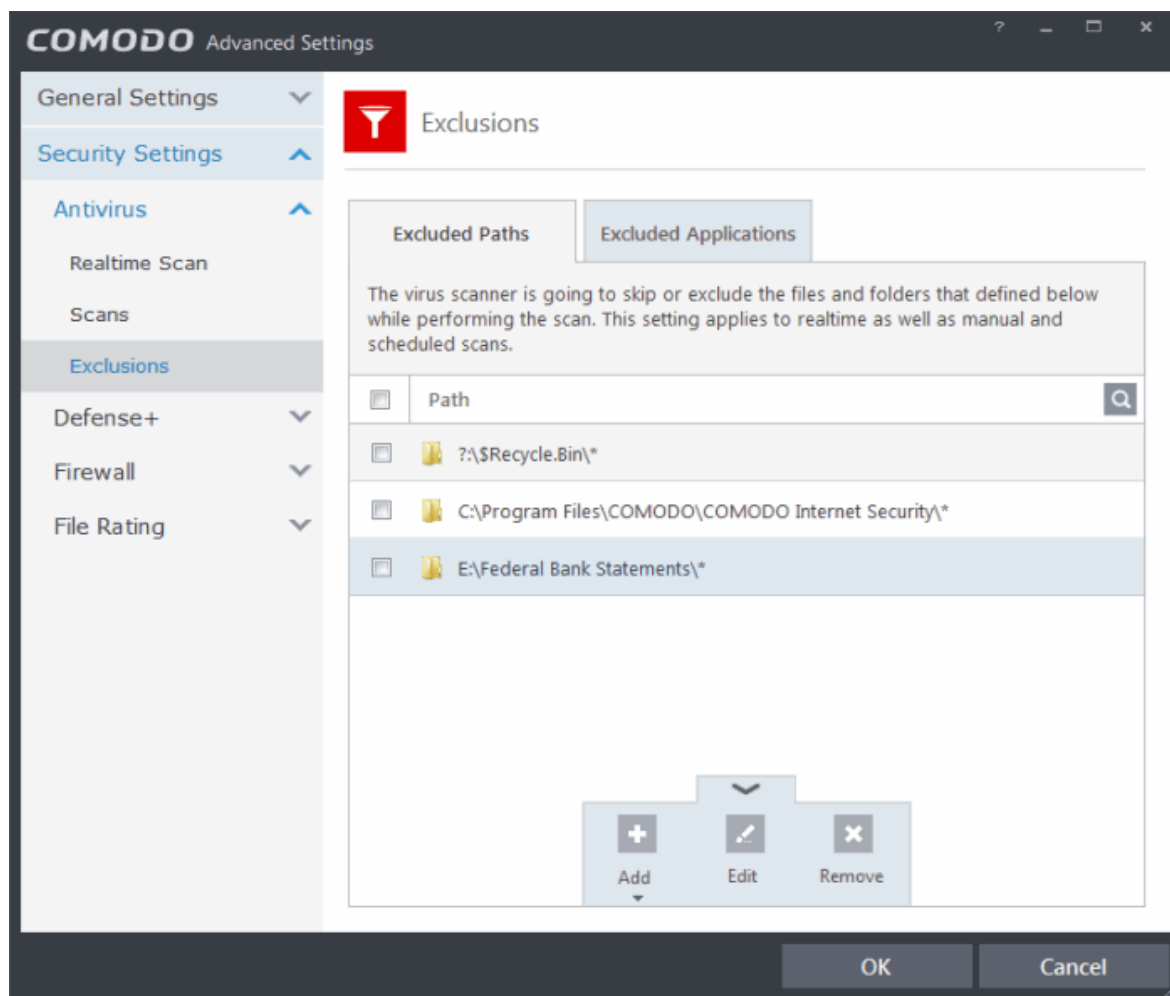 COMODO Advanced Settings
?
General Settings
Security Settings
Antivirus
Realtime Scan
Scans
Exclusions
Defense+
Firewall
File Rating
Exclusions
Excluded Paths
Excluded Applications
The virus scanner is going to skip or exclude the files and folders that defined below
while performing the scan. This setting applies to realtime as well as manual and
scheduled scans.
Path
?:\$Recycle.Bin\*
C:\Program Files\COMODO\COMODO Internet Security\*
E:\Federal Bank Statements\*
Add
Edit
Remove
OK
Cancel